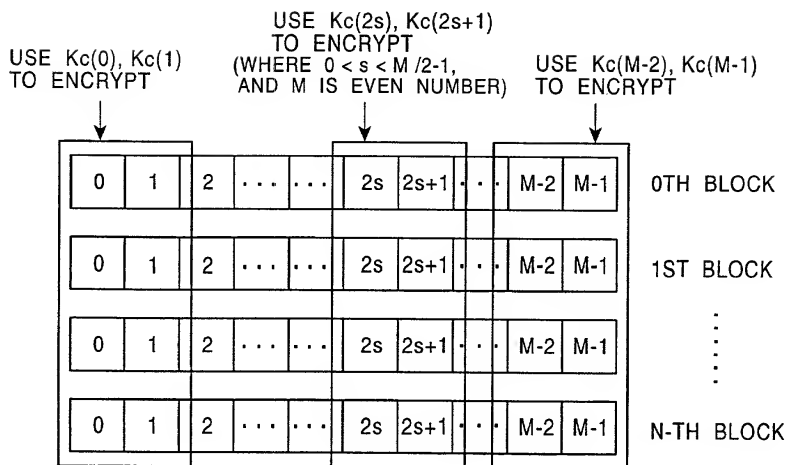 USE Kc(0), Kc(1)
TO ENCRYPT
USE Kc(2s), Kc(2s+1)
TO ENCRYPT
(WHERE 0 < s < M /2-1,
AND M IS EVEN NUMBER)
USE Kc(M-2), Kc(M-1)
TO ENCRYPT
0 1 2 ··· ··· 2s 2s+1 ··· M-2 M-1 0TH BLOCK
0 1 2 ··· ··· 2s 2s+1 ··· M-2 M-1 1ST BLOCK
0 1 2 ··· ··· 2s 2s+1 ··· M-2 M-1
0 1 2 ··· ··· 2s 2s+1 ··· M-2 M-1 N-TH BLOCK